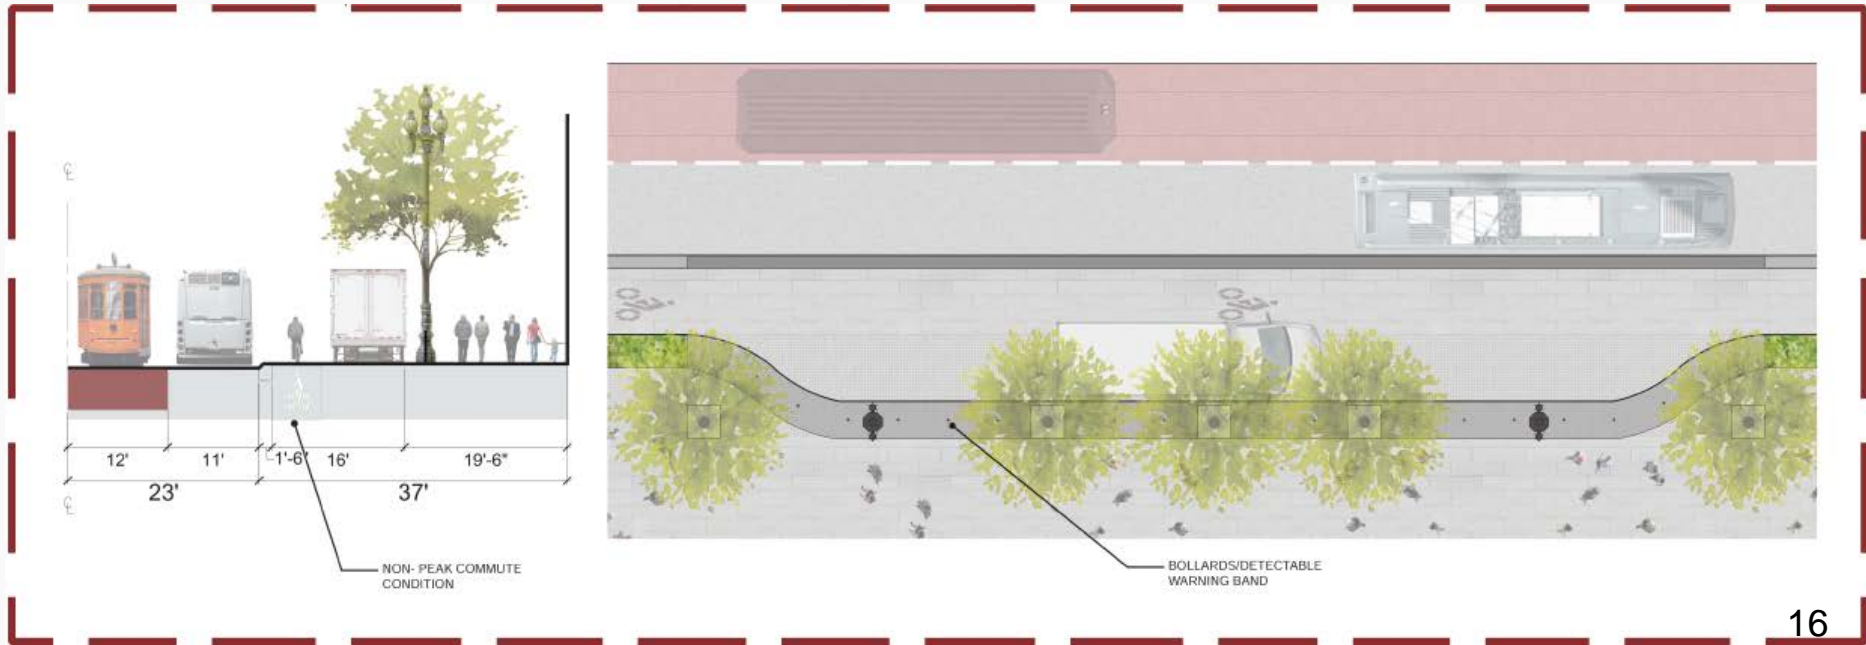 ℄
12'
11'
1'-6"
16'
19'-6"
23'
37'
℄
NON- PEAK COMMUTE
CONDITION
BOLLARDS/DETECTABLE
WARNING BAND
16